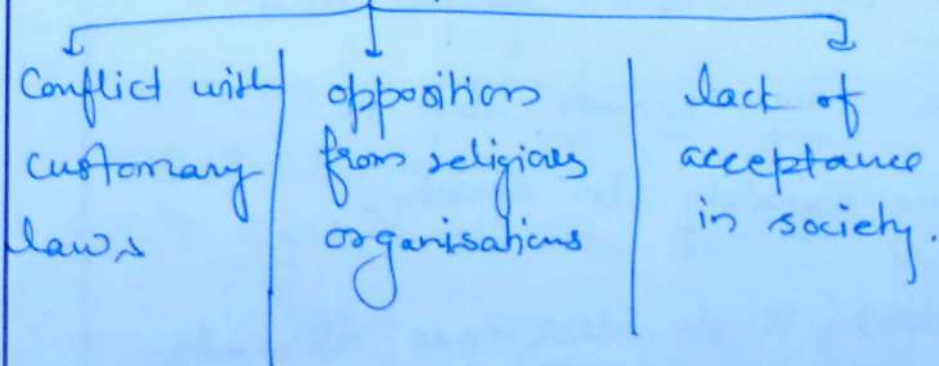 Conflict with
customary
laws
opposition
from religious
organisations
lack of
acceptance
in society.